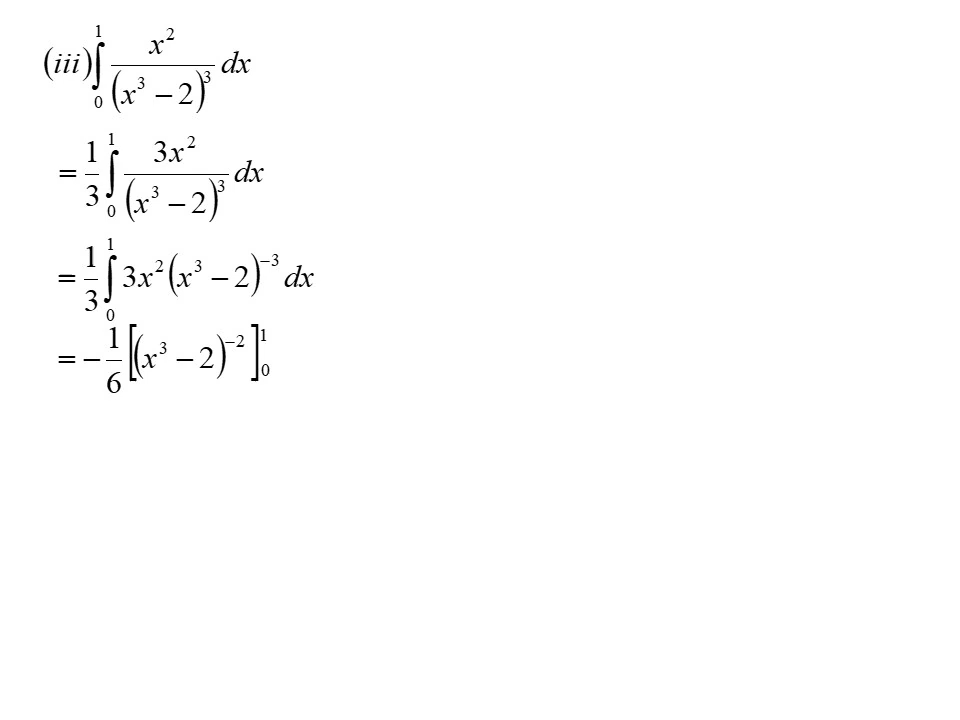 (iii) ∫₀¹ x²/(x³ − 2)³ dx
= 1/3 ∫₀¹ 3x²/(x³ − 2)³ dx
= 1/3 ∫₀¹ 3x²(x³ − 2)⁻³ dx
= −1/6 [(x³ − 2)⁻²]₀¹